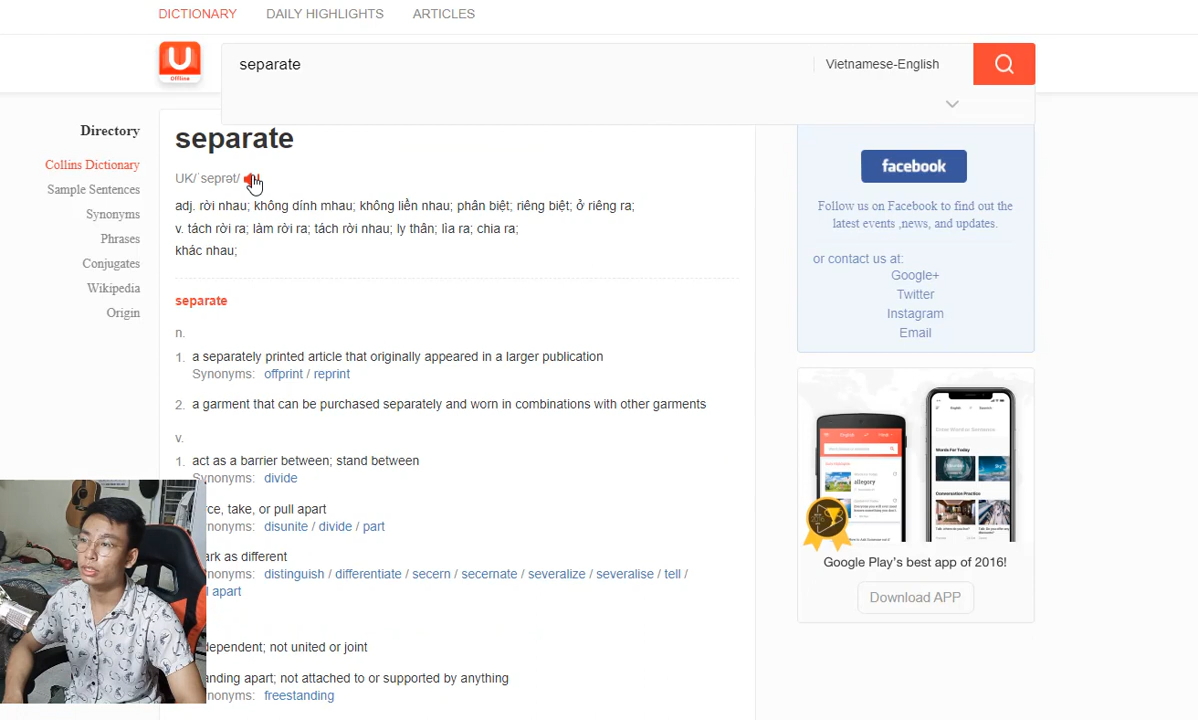 DICTIONARY DAILY HIGHLIGHTS ARTICLES
U
Offline
separate
Vietnamese-English
Directory
Collins Dictionary
Sample Sentences
Synonyms
Phrases
Conjugates
Wikipedia
Origin
separate
UK/ˈseprət/
adj. rời nhau; không dính mhau; không liền nhau; phân biệt; riêng biệt; ở riêng ra;
v. tách rời ra; làm rời ra; tách rời nhau; ly thân; lìa ra; chia ra;
khác nhau;
separate
n.
1. a separately printed article that originally appeared in a larger publication
Synonyms: offprint / reprint
2. a garment that can be purchased separately and worn in combinations with other garments
v.
1. act as a barrier between; stand between
Synonyms: divide
rce, take, or pull apart
nonyms: disunite / divide / part
ark as different
nonyms: distinguish / differentiate / secern / secernate / severalize / severalise / tell /
l apart
dependent; not united or joint
anding apart; not attached to or supported by anything
nonyms: freestanding
facebook
Follow us on Facebook to find out the
latest events ,news, and updates.
or contact us at:
Google+
Twitter
Instagram
Email
allegory
Words For Today
Conversation Practice
Google Play's best app of 2016!
Download APP